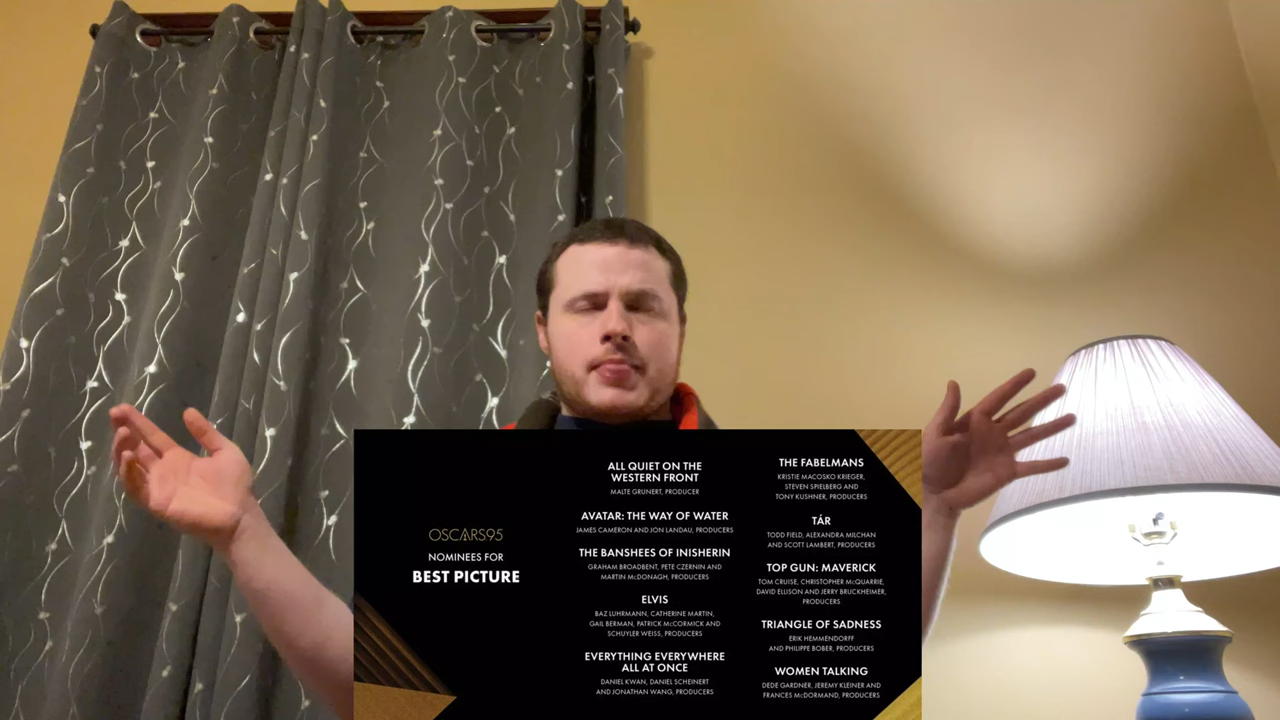 OSCARS95
NOMINEES FOR
BEST PICTURE
ALL QUIET ON THE
WESTERN FRONT
MALTE GRUNERT, PRODUCER
AVATAR: THE WAY OF WATER
JAMES CAMERON AND JON LANDAU, PRODUCERS
THE BANSHEES OF INISHERIN
GRAHAM BROADBENT, PETE CZERNIN AND
MARTIN McDONAGH, PRODUCERS
ELVIS
BAZ LUHRMANN, CATHERINE MARTIN,
GAIL BERMAN, PATRICK McCORMICK AND
SCHUYLER WEISS, PRODUCERS
EVERYTHING EVERYWHERE
ALL AT ONCE
DANIEL KWAN, DANIEL SCHEINERT
AND JONATHAN WANG, PRODUCERS
THE FABELMANS
KRISTIE MACOSKO KRIEGER,
STEVEN SPIELBERG AND
TONY KUSHNER, PRODUCERS
TÁR
TODD FIELD, ALEXANDRA MILCHAN
AND SCOTT LAMBERT, PRODUCERS
TOP GUN: MAVERICK
TOM CRUISE, CHRISTOPHER McQUARRIE,
DAVID ELLISON AND JERRY BRUCKHEIMER,
PRODUCERS
TRIANGLE OF SADNESS
ERIK HEMMENDORFF
AND PHILIPPE BOBER, PRODUCERS
WOMEN TALKING
DEDE GARDNER, JEREMY KLEINER AND
FRANCES McDORMAND, PRODUCERS